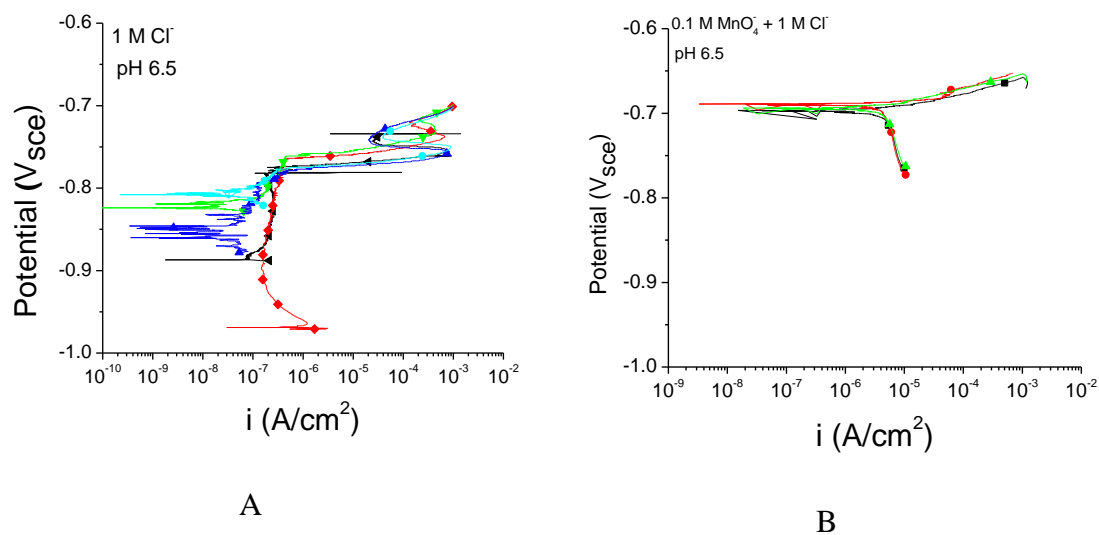 1 M Cl⁻
pH 6.5
Potential (V_sce)
-0.6
-0.7
-0.8
-0.9
-1.0
10⁻¹⁰ 10⁻⁹ 10⁻⁸ 10⁻⁷ 10⁻⁶ 10⁻⁵ 10⁻⁴ 10⁻³ 10⁻²
i (A/cm²)
A
0.1 M MnO₄⁻ + 1 M Cl⁻
pH 6.5
Potential (V_sce)
-0.6
-0.7
-0.8
-0.9
-1.0
10⁻⁹ 10⁻⁸ 10⁻⁷ 10⁻⁶ 10⁻⁵ 10⁻⁴ 10⁻³ 10⁻²
i (A/cm²)
B